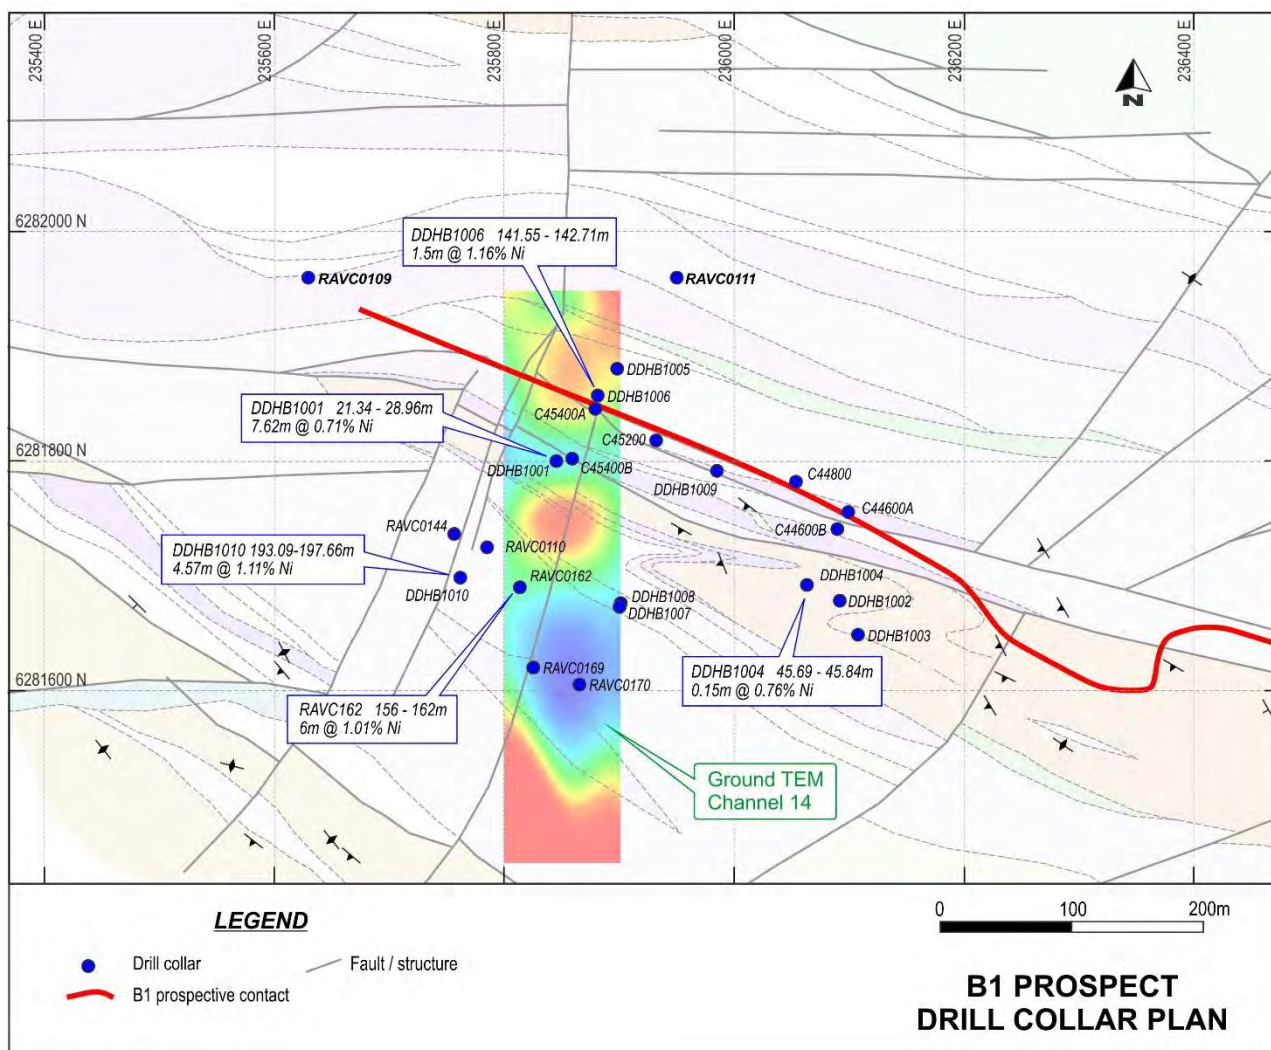 235400 E
235600 E
235800 E
236000 E
236200 E
236400 E
N
6282000 N
DDHB1006 141.55 - 142.71m
1.5m @ 1.16% Ni
RAVC0109
RAVC0111
DDHB1005
DDHB1006
C45400A
DDHB1001 21.34 - 28.96m
7.62m @ 0.71% Ni
C45200
6281800 N
DDHB1001
C45400B
DDHB1009
C44800
C44600A
C44600B
RAVC0144
RAVC0110
DDHB1010 193.09-197.66m
4.57m @ 1.11% Ni
DDHB1010
RAVC0162
DDHB1004
DDHB1008
DDHB1007
DDHB1002
DDHB1003
RAVC0169
RAVC0170
DDHB1004 45.69 - 45.84m
0.15m @ 0.76% Ni
6281600 N
RAVC162 156 - 162m
6m @ 1.01% Ni
Ground TEM
Channel 14
LEGEND
Drill collar
Fault / structure
B1 prospective contact
0 100 200m
B1 PROSPECT
DRILL COLLAR PLAN